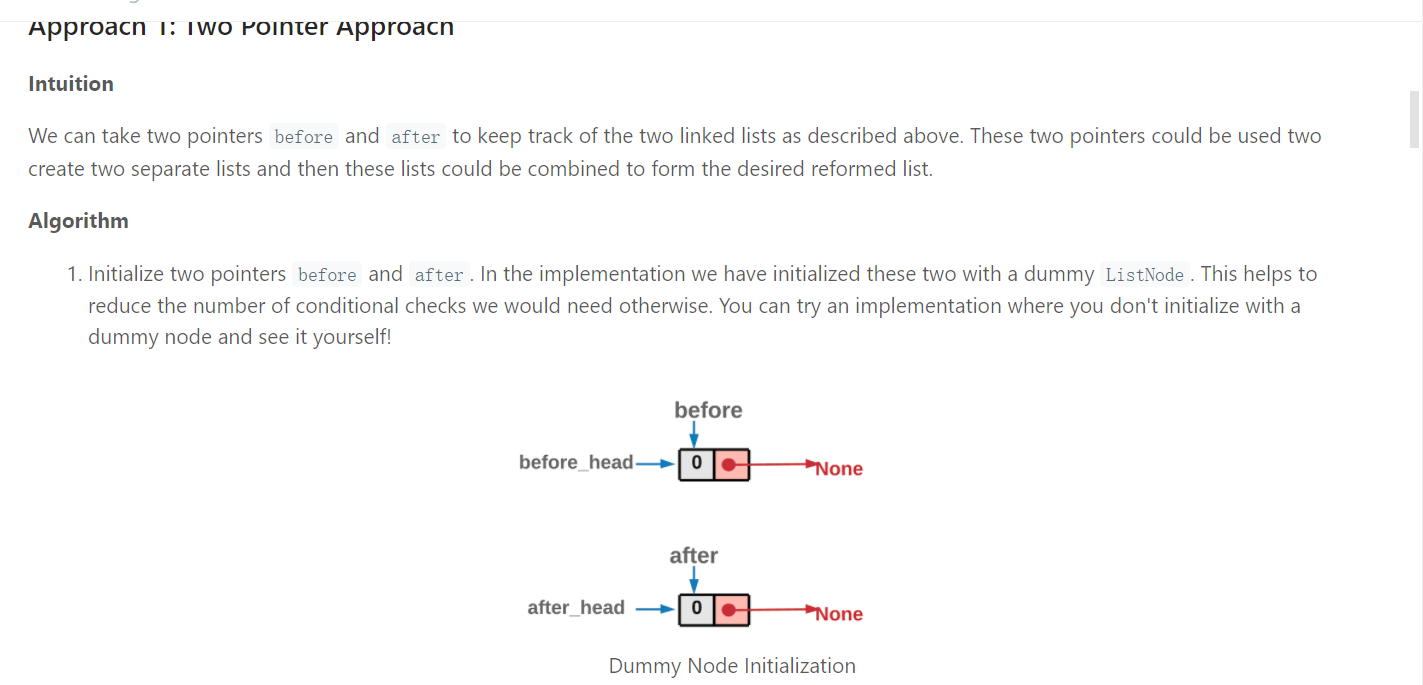 Approach 1: Two Pointer Approach
Intuition
We can take two pointers before and after to keep track of the two linked lists as described above. These two pointers could be used two
create two separate lists and then these lists could be combined to form the desired reformed list.
Algorithm
1. Initialize two pointers before and after . In the implementation we have initialized these two with a dummy ListNode . This helps to
reduce the number of conditional checks we would need otherwise. You can try an implementation where you don't initialize with a
dummy node and see it yourself!
before
before_head 0 None
after
after_head 0 None
Dummy Node Initialization